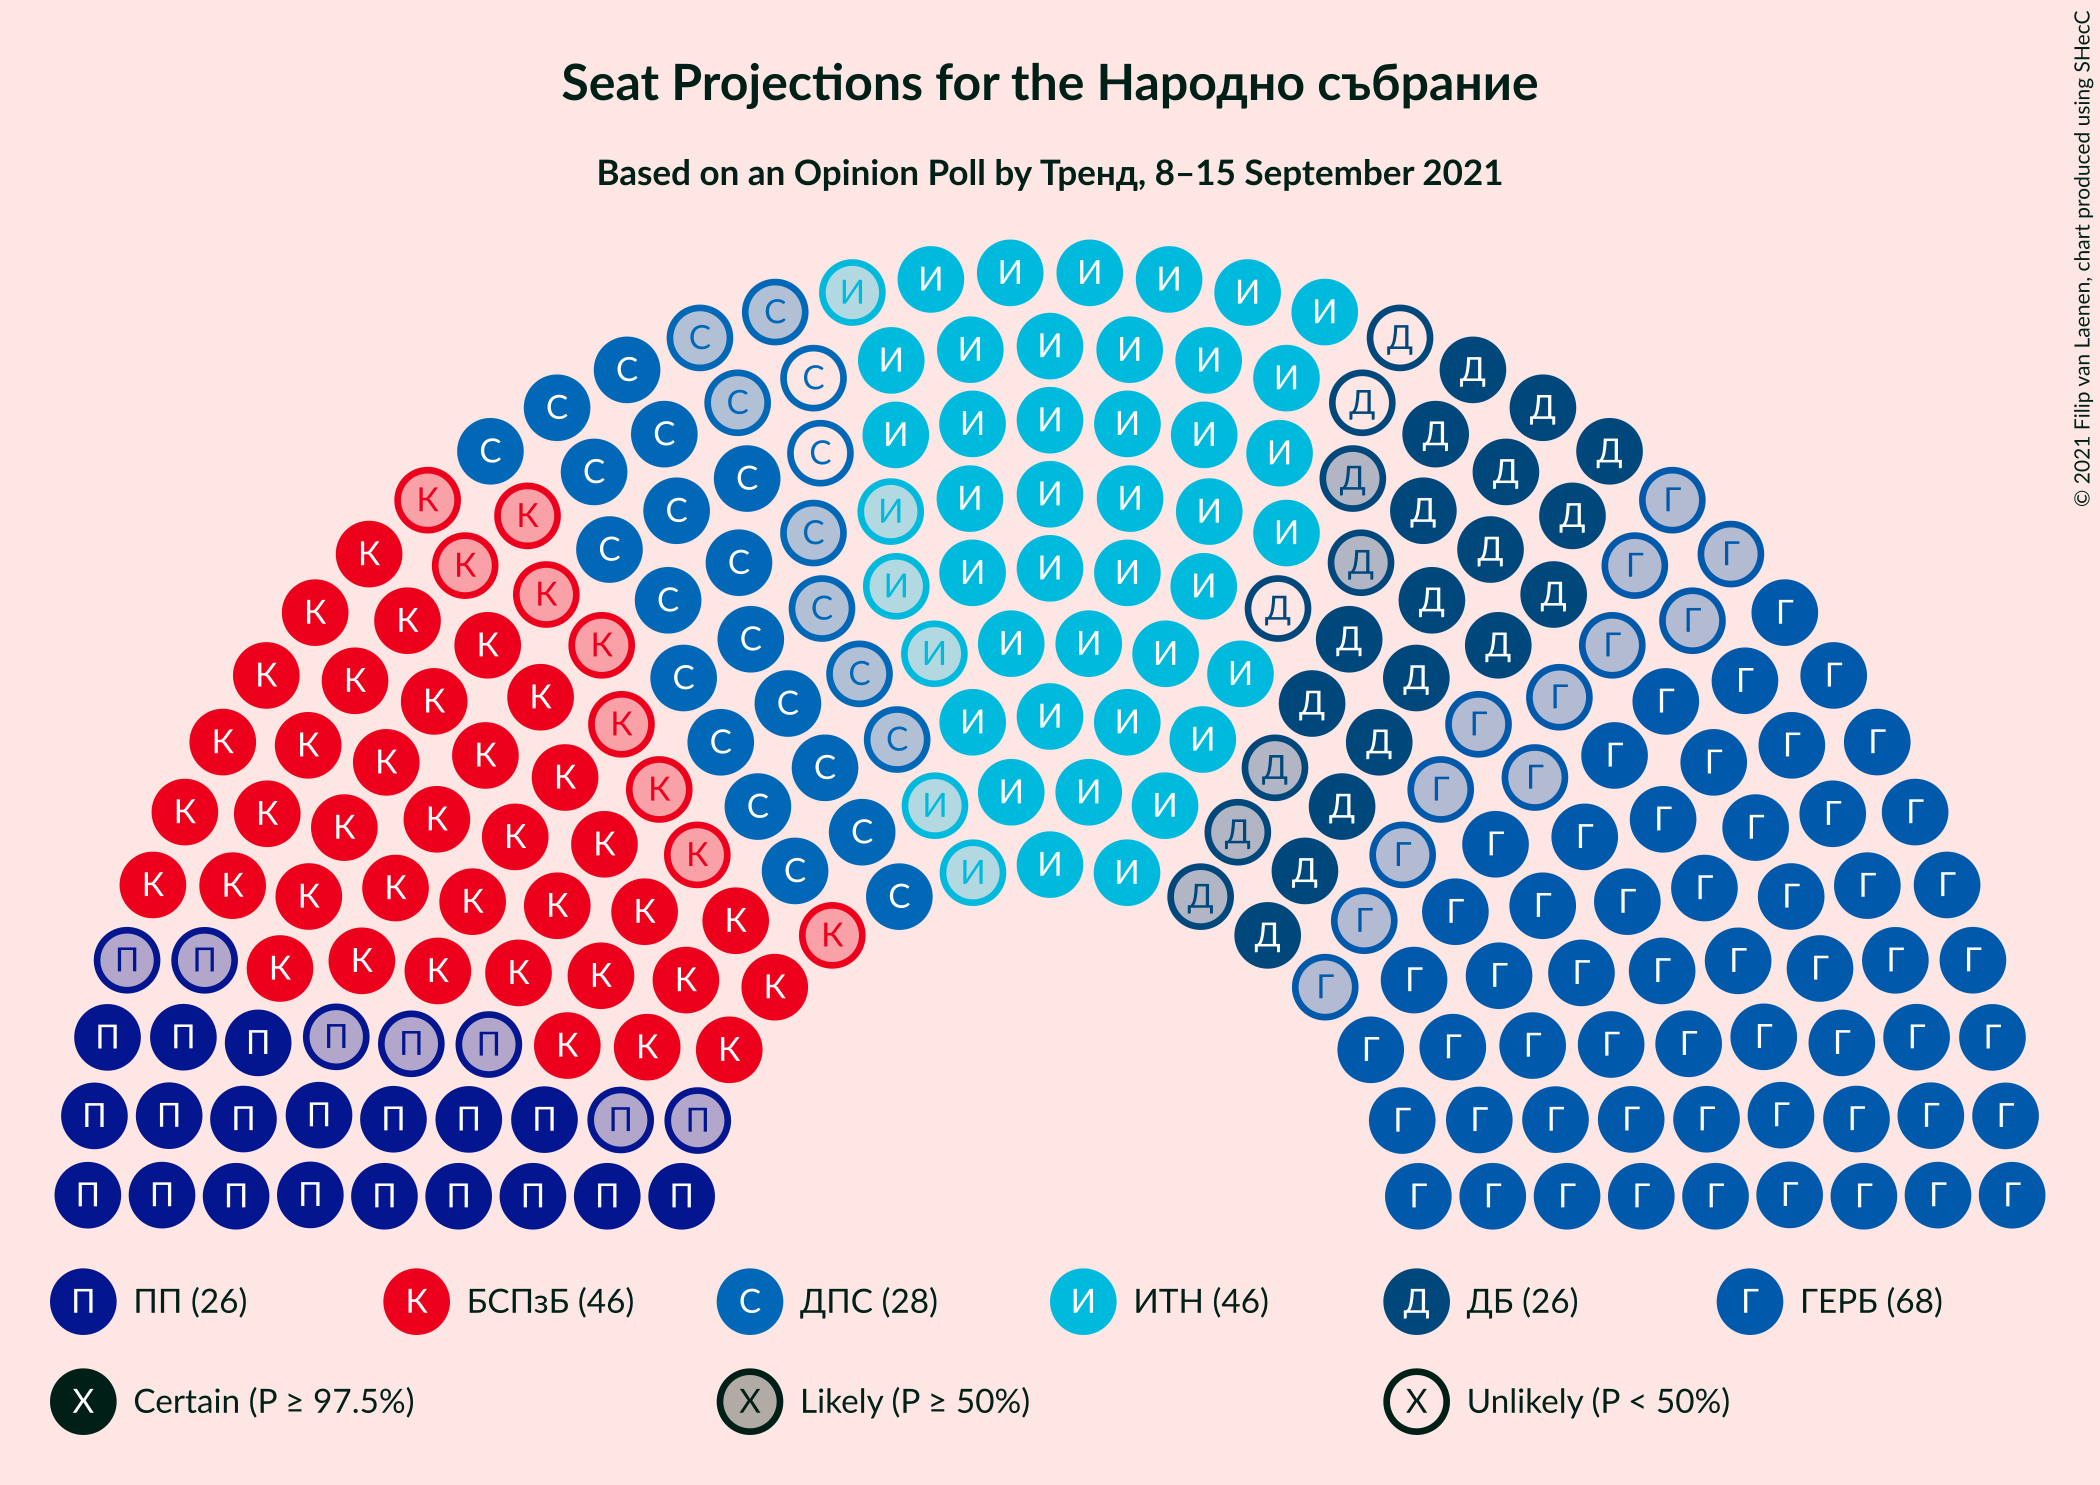 Seat Projections for the Народно събрание
Based on an Opinion Poll by Тренд, 8–15 September 2021
© 2021 Filip van Laenen, chart produced using SHecC
И И И И И И И
С С Д
С С С И И И И И И Д Д Д Д
С С С И И И И И И Д Д Д Д
К К С С С И И И И И И Д Д Д Д Г
К К К С С С И И И И И Д Д Д Д Г Г
К К К К С С С И И И И И Д Д Д Д Г Г Г
К К К К К С С С И И И И Д Д Д Г Г Г Г Г
К К К К К К С С С И И И И Д Д Д Г Г Г Г Г Г
К К К К К К К С С И И И Д Д Г Г Г Г Г Г Г
К К К К К К К К С С И И И Д Д Г Г Г Г Г Г Г Г
П П К К К К К К К К Д Г Г Г Г Г Г Г Г Г
П П П П П П К К К Г Г Г Г Г Г Г Г Г
П П П П П П П П П Г Г Г Г Г Г Г Г Г
П П П П П П П П П Г Г Г Г Г Г Г Г Г
П ПП (26) К БСПзБ (46) С ДПС (28) И ИТН (46) Д ДБ (26) Г ГЕРБ (68)
X Certain (P ≥ 97.5%) X Likely (P ≥ 50%) X Unlikely (P < 50%)